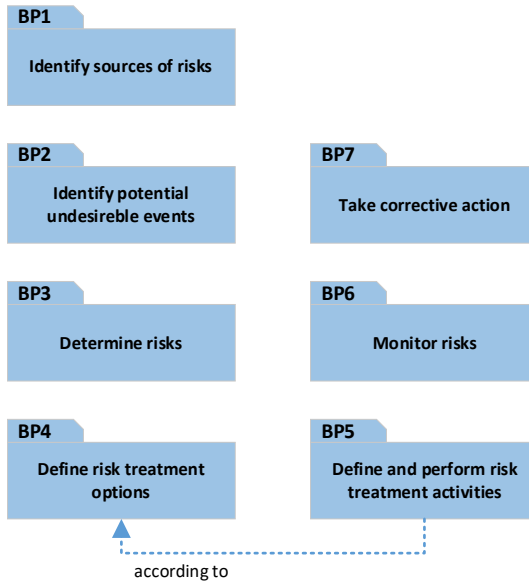 BP1
Identify sources of risks
BP2
Identify potential
undesireble events
BP7
Take corrective action
BP3
Determine risks
BP6
Monitor risks
BP4
Define risk treatment
options
BP5
Define and perform risk
treatment activities
according to